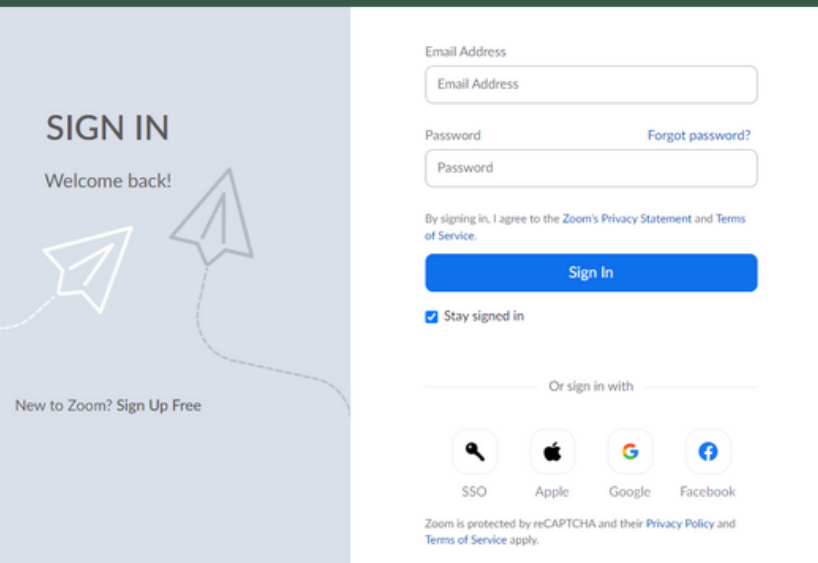 SIGN IN
Welcome back!
New to Zoom? Sign Up Free
Email Address
Email Address
Password Forgot password?
Password
By signing in, I agree to the Zoom's Privacy Statement and Terms
of Service.
Sign In
Stay signed in
Or sign in with
SSO Apple Google Facebook
Zoom is protected by reCAPTCHA and their Privacy Policy and
Terms of Service apply.